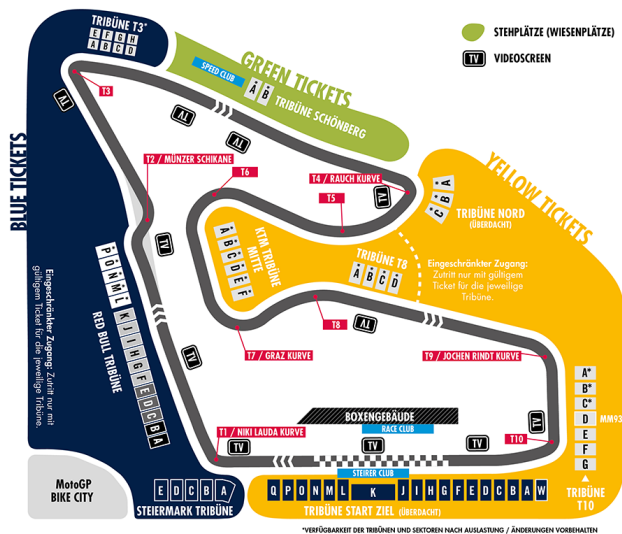 TRIBÜNE T3*
E F G H
A B C D
STEHPLÄTZE (WIESENPLÄTZE)
TV VIDEOSCREEN
GREEN TICKETS
SPEED CLUB
A B
TRIBÜNE SCHÖNBERG
T3
TV
TV
TV
BLUE TICKETS
T2 / MÜNZER SCHIKANE
T6
T4 / RAUCH KURVE
TV
T5
YELLOW TICKETS
C B A
TRIBÜNE NORD
(ÜBERDACHT)
TV
KTM TRIBÜNE
MITTE
A B C D E F
TRIBÜNE T8
A B C D
Eingeschränkter Zugang:
Zutritt nur mit gültigem
Ticket für die jeweilige
Tribüne.
Eingeschränkter Zugang: Zutritt nur mit
gültigem Ticket für die jeweilige Tribüne.
P O N M L K J I H G F E D C B A
RED BULL TRIBÜNE
T8
TV
T7 / GRAZ KURVE
TV
T9 / JOCHEN RINDT KURVE
A*
B*
C*
D
E
F
G
MM93
TRIBÜNE
T10
BOXENGEBÄUDE
RACE CLUB
T1 / NIKI LAUDA KURVE
TV
TV
TV
TV
T10
STEIRER CLUB
MotoGP
BIKE CITY
E D C B A
STEIERMARK TRIBÜNE
Q P O N M L K J I H G F E D C B A W
TRIBÜNE START ZIEL (ÜBERDACHT)
*VERFÜGBARKEIT DER TRIBÜNEN UND SEKTOREN NACH AUSLASTUNG / ÄNDERUNGEN VORBEHALTEN